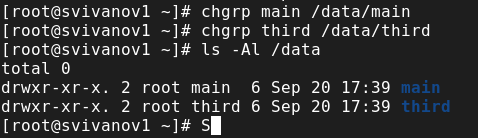 [root@svivanov1 ~]# chgrp main /data/main
[root@svivanov1 ~]# chgrp third /data/third
[root@svivanov1 ~]# ls -Al /data
total 0
drwxr-xr-x. 2 root main  6 Sep 20 17:39 main
drwxr-xr-x. 2 root third 6 Sep 20 17:39 third
[root@svivanov1 ~]# S